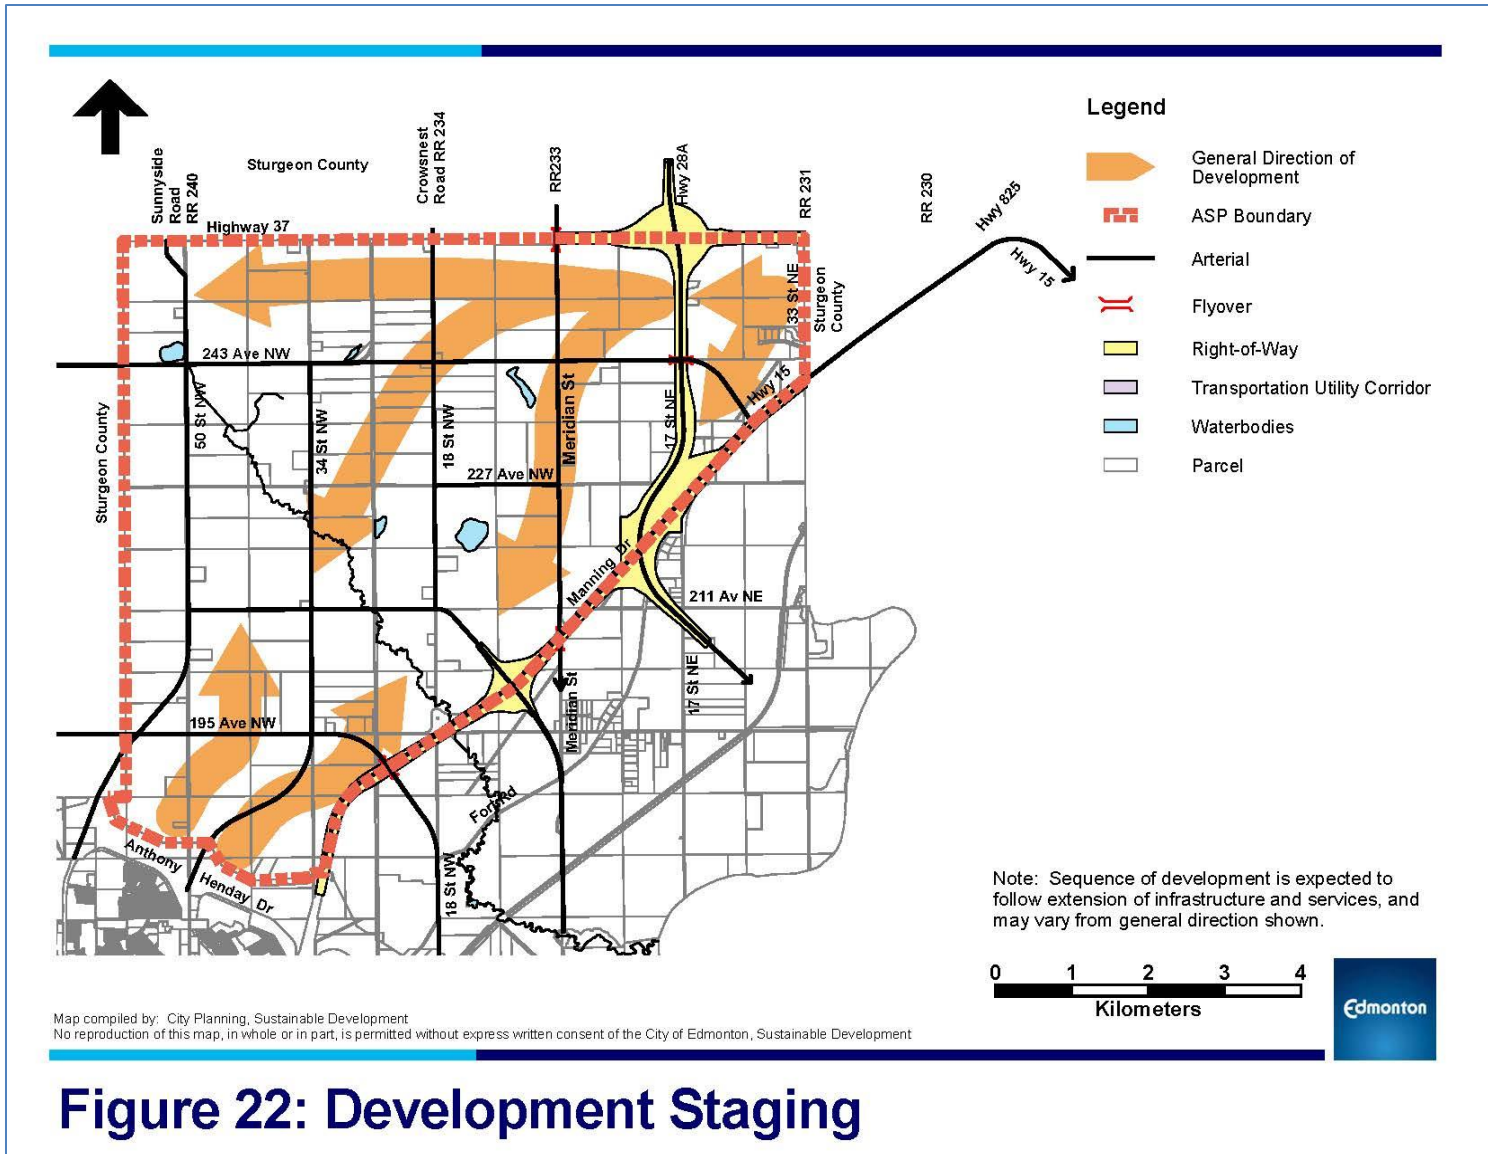 Legend
General Direction of
Development
ASP Boundary
Arterial
Flyover
Right-of-Way
Transportation Utility Corridor
Waterbodies
Parcel
Sunnyside
Road
RR 240
Sturgeon County
Crowsnest
Road RR 234
RR233
Hwy 28A
RR 231
RR 230
Hwy 825
Hwy 15
Highway 37
33 St NE
Sturgeon
County
243 Ave NW
Hwy 15
Sturgeon County
50 St NW
34 St NW
18 St NW
Meridian St
17 St NE
227 Ave NW
Manning Dr
211 Av NE
195 Ave NW
Meridian St
17 St NE
Fort Rd
Anthony
Henday Dr
18 St NW
Note: Sequence of development is expected to
follow extension of infrastructure and services, and
may vary from general direction shown.
0 1 2 3 4
Kilometers
Edmonton
Map compiled by: City Planning, Sustainable Development
No reproduction of this map, in whole or in part, is permitted without express written consent of the City of Edmonton, Sustainable Development
Figure 22: Development Staging